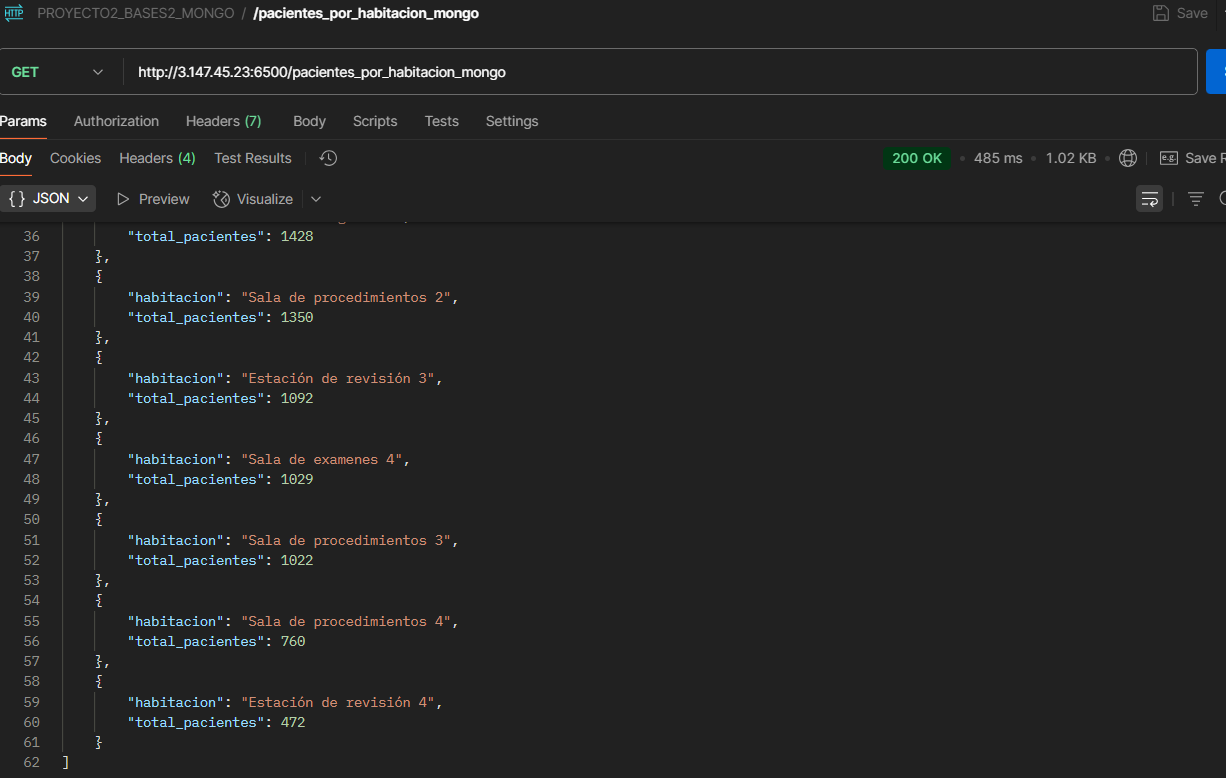 HTTP PROYECTO2_BASES2_MONGO / /pacientes_por_habitacion_mongo Save
GET http://3.147.45.23:6500/pacientes_por_habitacion_mongo
Params Authorization Headers (7) Body Scripts Tests Settings
Body Cookies Headers (4) Test Results 200 OK • 485 ms • 1.02 KB • e.g. Save
{} JSON Preview Visualize
36 "total_pacientes": 1428
37 },
38 {
39 "habitacion": "Sala de procedimientos 2",
40 "total_pacientes": 1350
41 },
42 {
43 "habitacion": "Estación de revisión 3",
44 "total_pacientes": 1092
45 },
46 {
47 "habitacion": "Sala de examenes 4",
48 "total_pacientes": 1029
49 },
50 {
51 "habitacion": "Sala de procedimientos 3",
52 "total_pacientes": 1022
53 },
54 {
55 "habitacion": "Sala de procedimientos 4",
56 "total_pacientes": 760
57 },
58 {
59 "habitacion": "Estación de revisión 4",
60 "total_pacientes": 472
61 }
62 ]